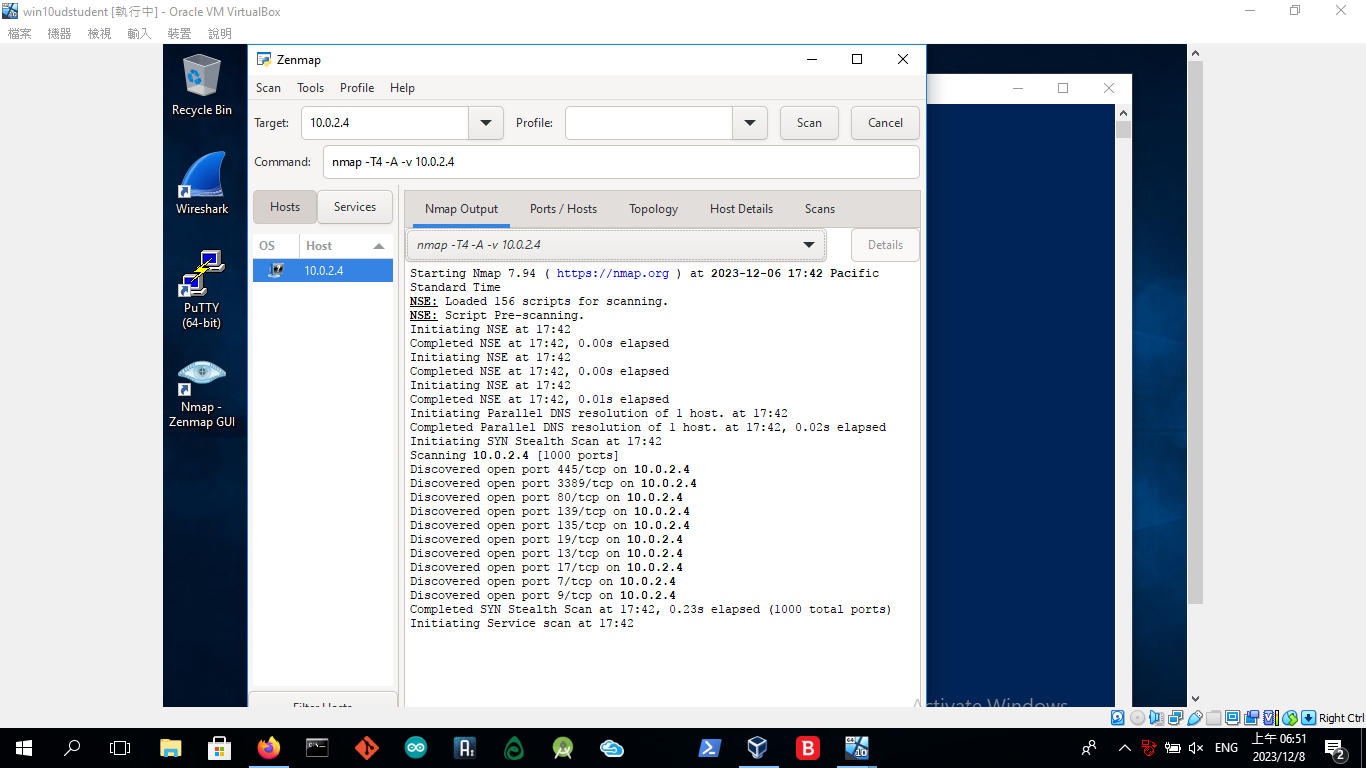 win10udstudent [執行中] - Oracle VM VirtualBox
檔案 機器 檢視 輸入 裝置 說明
Recycle Bin
Wireshark
PuTTY
(64-bit)
Nmap -
Zenmap GUI
Zenmap
Scan Tools Profile Help
Target: 10.0.2.4 Profile: Scan Cancel
Command: nmap -T4 -A -v 10.0.2.4
Hosts Services
OS Host
10.0.2.4
Nmap Output Ports / Hosts Topology Host Details Scans
nmap -T4 -A -v 10.0.2.4 Details
Starting Nmap 7.94 ( https://nmap.org ) at 2023-12-06 17:42 Pacific
Standard Time
NSE: Loaded 156 scripts for scanning.
NSE: Script Pre-scanning.
Initiating NSE at 17:42
Completed NSE at 17:42, 0.00s elapsed
Initiating NSE at 17:42
Completed NSE at 17:42, 0.00s elapsed
Initiating NSE at 17:42
Completed NSE at 17:42, 0.01s elapsed
Initiating Parallel DNS resolution of 1 host. at 17:42
Completed Parallel DNS resolution of 1 host. at 17:42, 0.02s elapsed
Initiating SYN Stealth Scan at 17:42
Scanning 10.0.2.4 [1000 ports]
Discovered open port 445/tcp on 10.0.2.4
Discovered open port 3389/tcp on 10.0.2.4
Discovered open port 80/tcp on 10.0.2.4
Discovered open port 139/tcp on 10.0.2.4
Discovered open port 135/tcp on 10.0.2.4
Discovered open port 19/tcp on 10.0.2.4
Discovered open port 13/tcp on 10.0.2.4
Discovered open port 17/tcp on 10.0.2.4
Discovered open port 7/tcp on 10.0.2.4
Discovered open port 9/tcp on 10.0.2.4
Completed SYN Stealth Scan at 17:42, 0.23s elapsed (1000 total ports)
Initiating Service scan at 17:42
Filter Hosts
Activate Windows
Right Ctrl
ENG
上午 06:51
2023/12/8
2